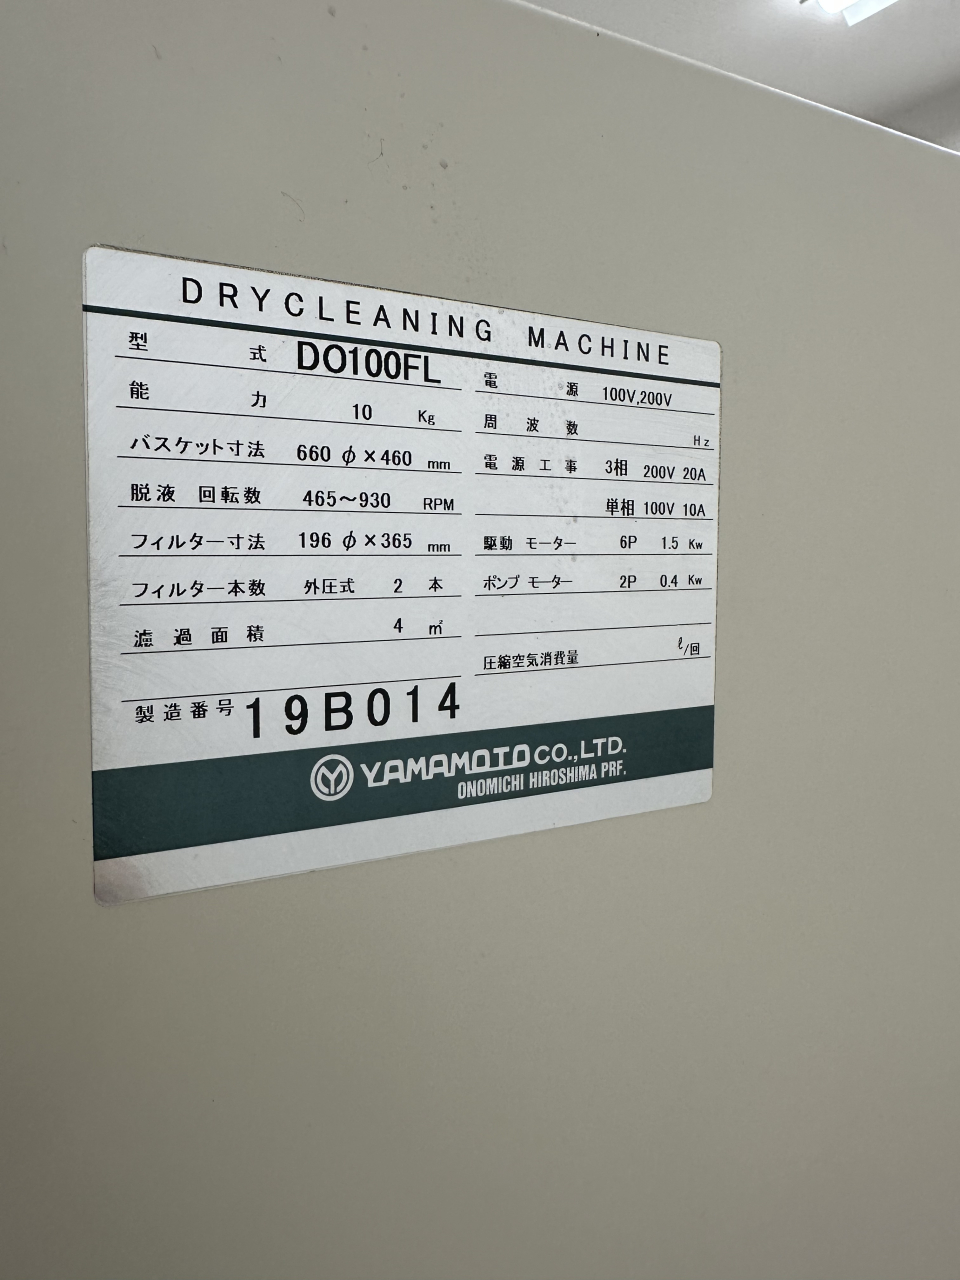 DRYCLEANING MACHINE
型式 DO100FL
能力 10 Kg
バスケット寸法 660 φ×460 mm
脱液 回転数 465～930 RPM
フィルター寸法 196 φ×365 mm
フィルター本数 外圧式 2 本
濾過面積 4 ㎡
製造番号 19B014
電源 100V,200V
周波数 Hz
電源工事 3相 200V 20A
単相 100V 10A
駆動 モーター 6P 1.5 Kw
ポンプ モーター 2P 0.4 Kw
圧縮空気消費量 ℓ/回
YAMAMOTO CO.,LTD.
ONOMICHI HIROSHIMA PRF.